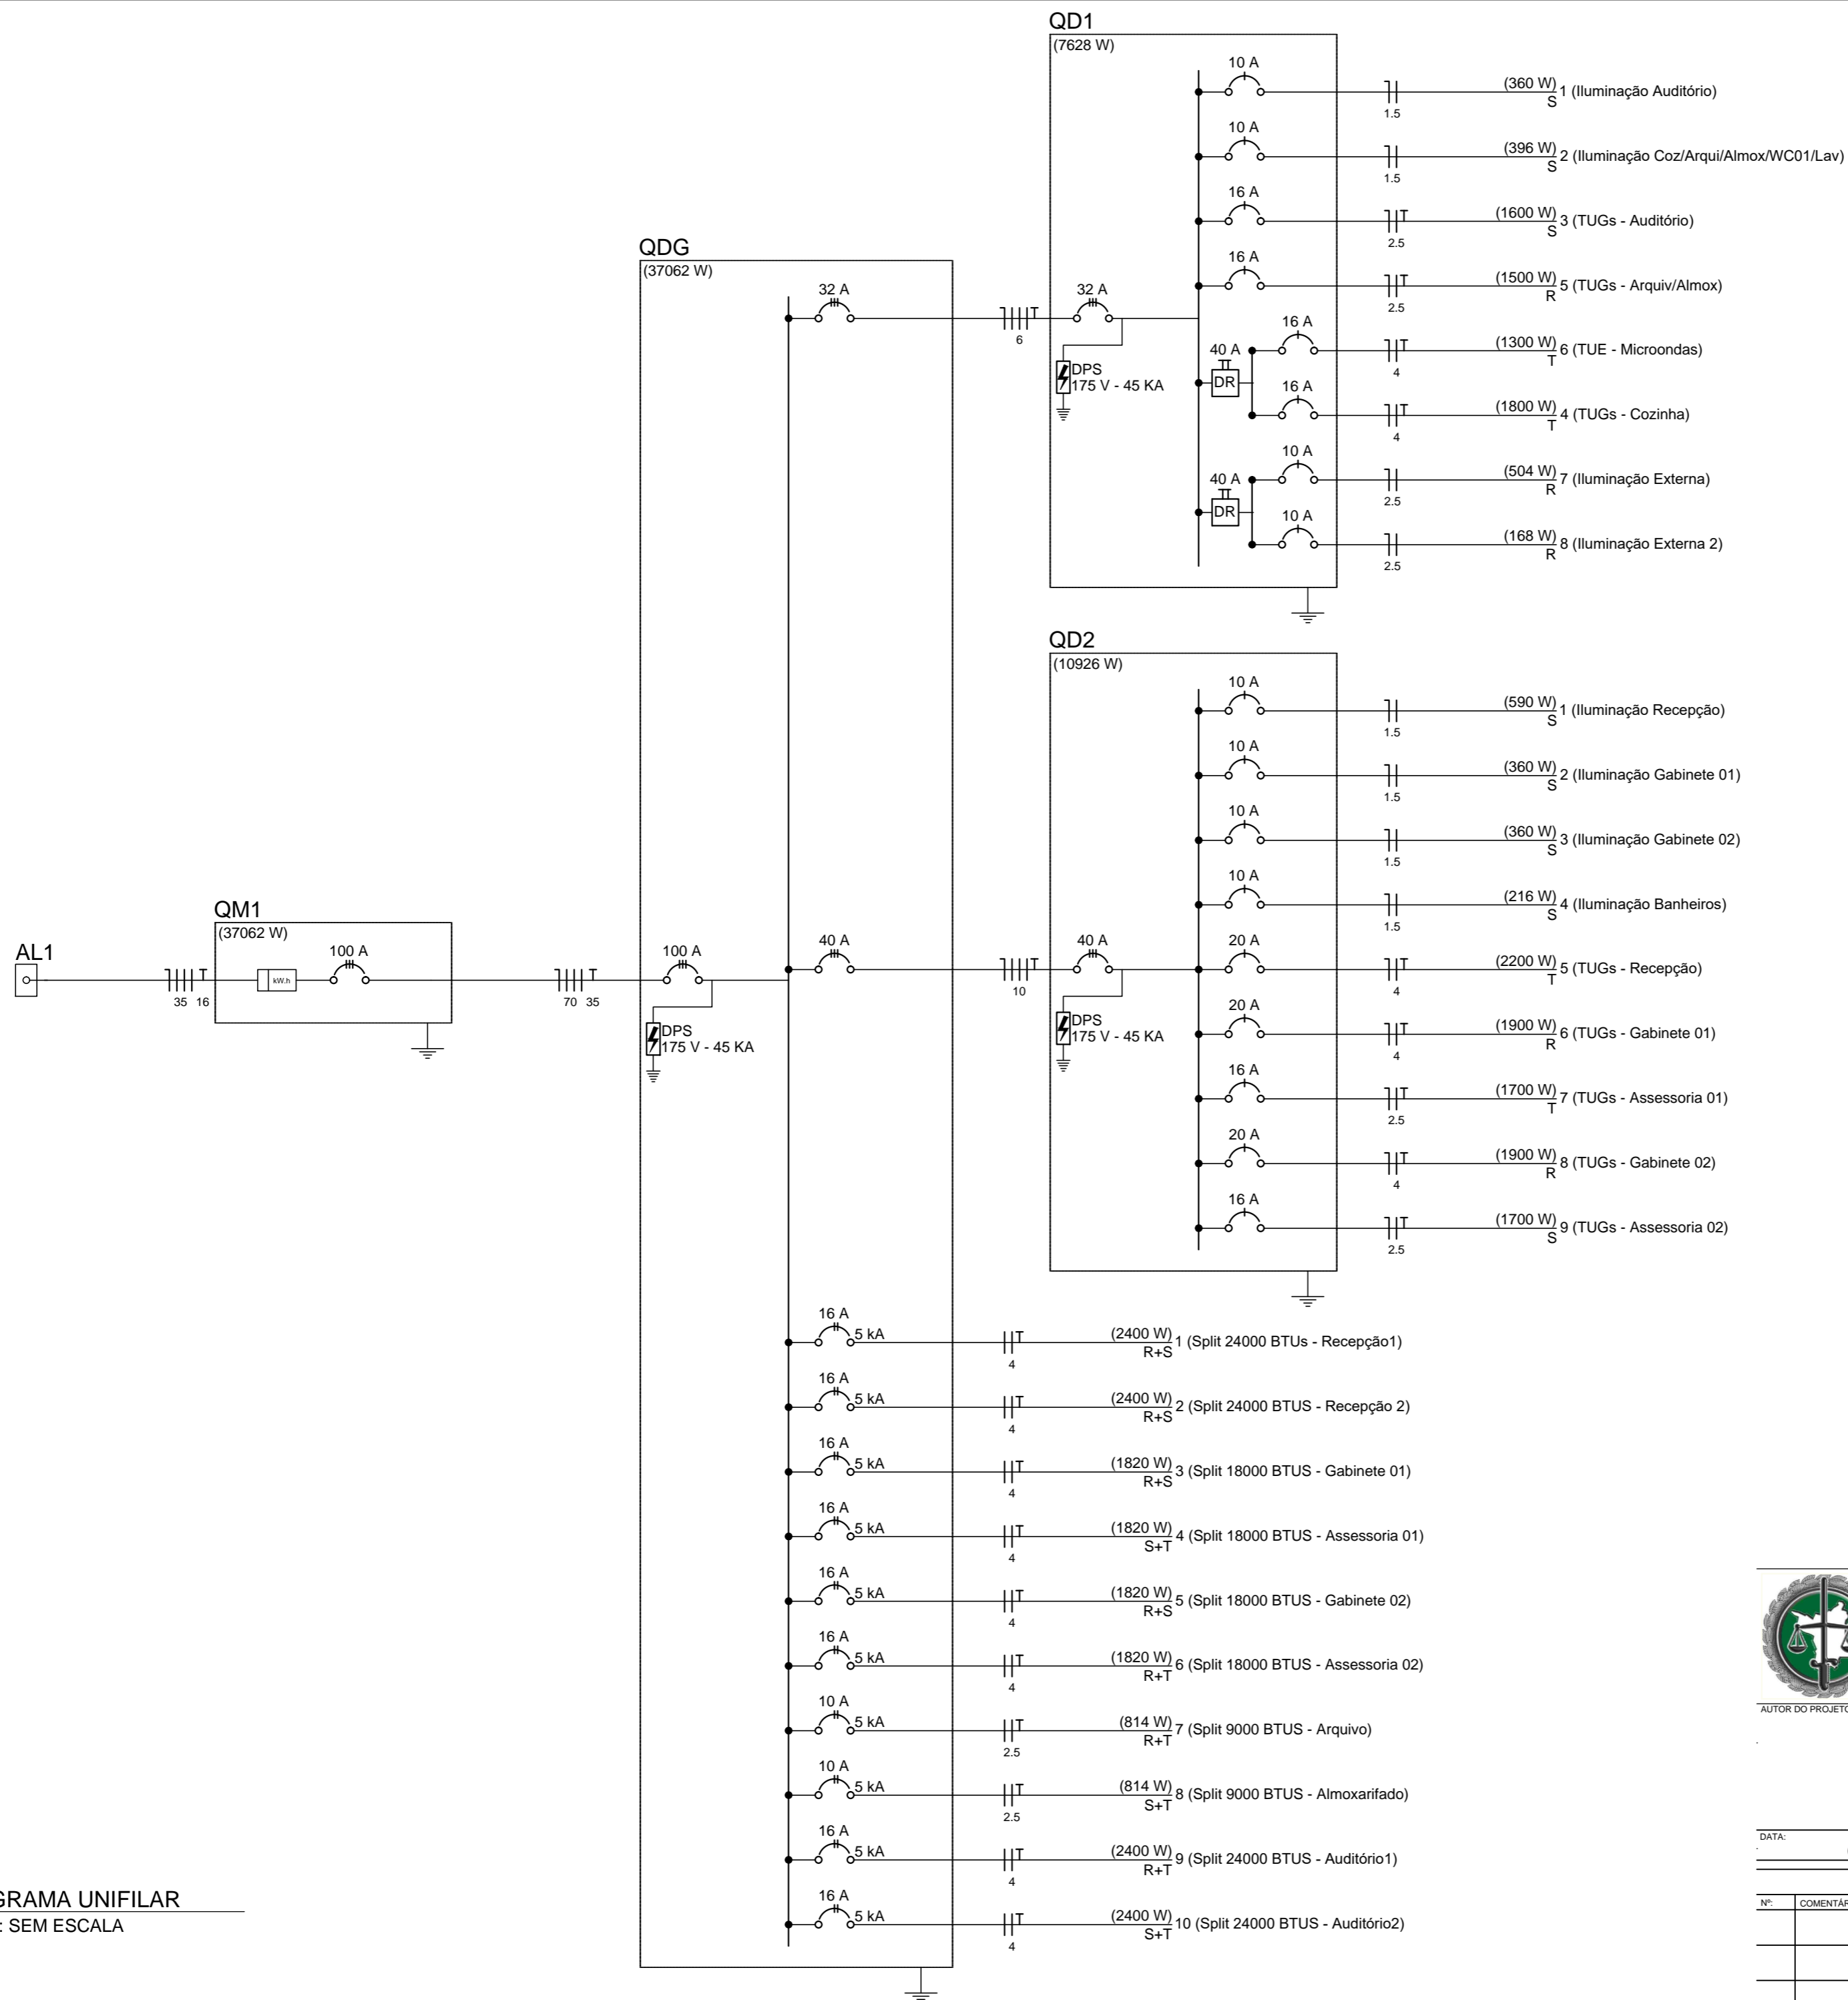 QD1
(7628 W)
10 A
1.5
(360 W)
S
1 (Iluminação Auditório)
10 A
1.5
(396 W)
S
2 (Iluminação Coz/Arqui/Almox/WC01/Lav)
16 A
T
2.5
(1600 W)
S
3 (TUGs - Auditório)
16 A
T
2.5
(1500 W)
R
5 (TUGs - Arquiv/Almox)
32 A
T
6
DPS
175 V - 45 KA
40 A
DR
16 A
T
4
(1300 W)
T
6 (TUE - Microondas)
16 A
T
4
(1800 W)
T
4 (TUGs - Cozinha)
40 A
DR
10 A
2.5
(504 W)
R
7 (Iluminação Externa)
10 A
2.5
(168 W)
R
8 (Iluminação Externa 2)
QDG
(37062 W)
32 A
QD2
(10926 W)
10 A
1.5
(590 W)
S
1 (Iluminação Recepção)
10 A
1.5
(360 W)
S
2 (Iluminação Gabinete 01)
10 A
1.5
(360 W)
S
3 (Iluminação Gabinete 02)
10 A
1.5
(216 W)
S
4 (Iluminação Banheiros)
40 A
T
10
40 A
DPS
175 V - 45 KA
20 A
T
4
(2200 W)
T
5 (TUGs - Recepção)
20 A
T
4
(1900 W)
R
6 (TUGs - Gabinete 01)
16 A
T
2.5
(1700 W)
T
7 (TUGs - Assessoria 01)
20 A
T
4
(1900 W)
R
8 (TUGs - Gabinete 02)
16 A
T
2.5
(1700 W)
S
9 (TUGs - Assessoria 02)
AL1
T
35 16
QM1
(37062 W)
kW.h
100 A
T
70 35
100 A
DPS
175 V - 45 KA
16 A
5 kA
T
4
(2400 W)
R+S
1 (Split 24000 BTUs - Recepção1)
16 A
5 kA
T
4
(2400 W)
R+S
2 (Split 24000 BTUS - Recepção 2)
16 A
5 kA
T
4
(1820 W)
R+S
3 (Split 18000 BTUS - Gabinete 01)
16 A
5 kA
T
4
(1820 W)
S+T
4 (Split 18000 BTUS - Assessoria 01)
16 A
5 kA
T
4
(1820 W)
R+S
5 (Split 18000 BTUS - Gabinete 02)
16 A
5 kA
T
4
(1820 W)
R+T
6 (Split 18000 BTUS - Assessoria 02)
10 A
5 kA
T
2.5
(814 W)
R+T
7 (Split 9000 BTUS - Arquivo)
10 A
5 kA
T
2.5
(814 W)
S+T
8 (Split 9000 BTUS - Almoxarifado)
16 A
5 kA
T
4
(2400 W)
R+T
9 (Split 24000 BTUS - Auditório1)
16 A
5 kA
T
4
(2400 W)
S+T
10 (Split 24000 BTUS - Auditório2)
GRAMA UNIFILAR
: SEM ESCALA
AUTOR DO PROJETO
DATA:
Nº:
COMENTÁR